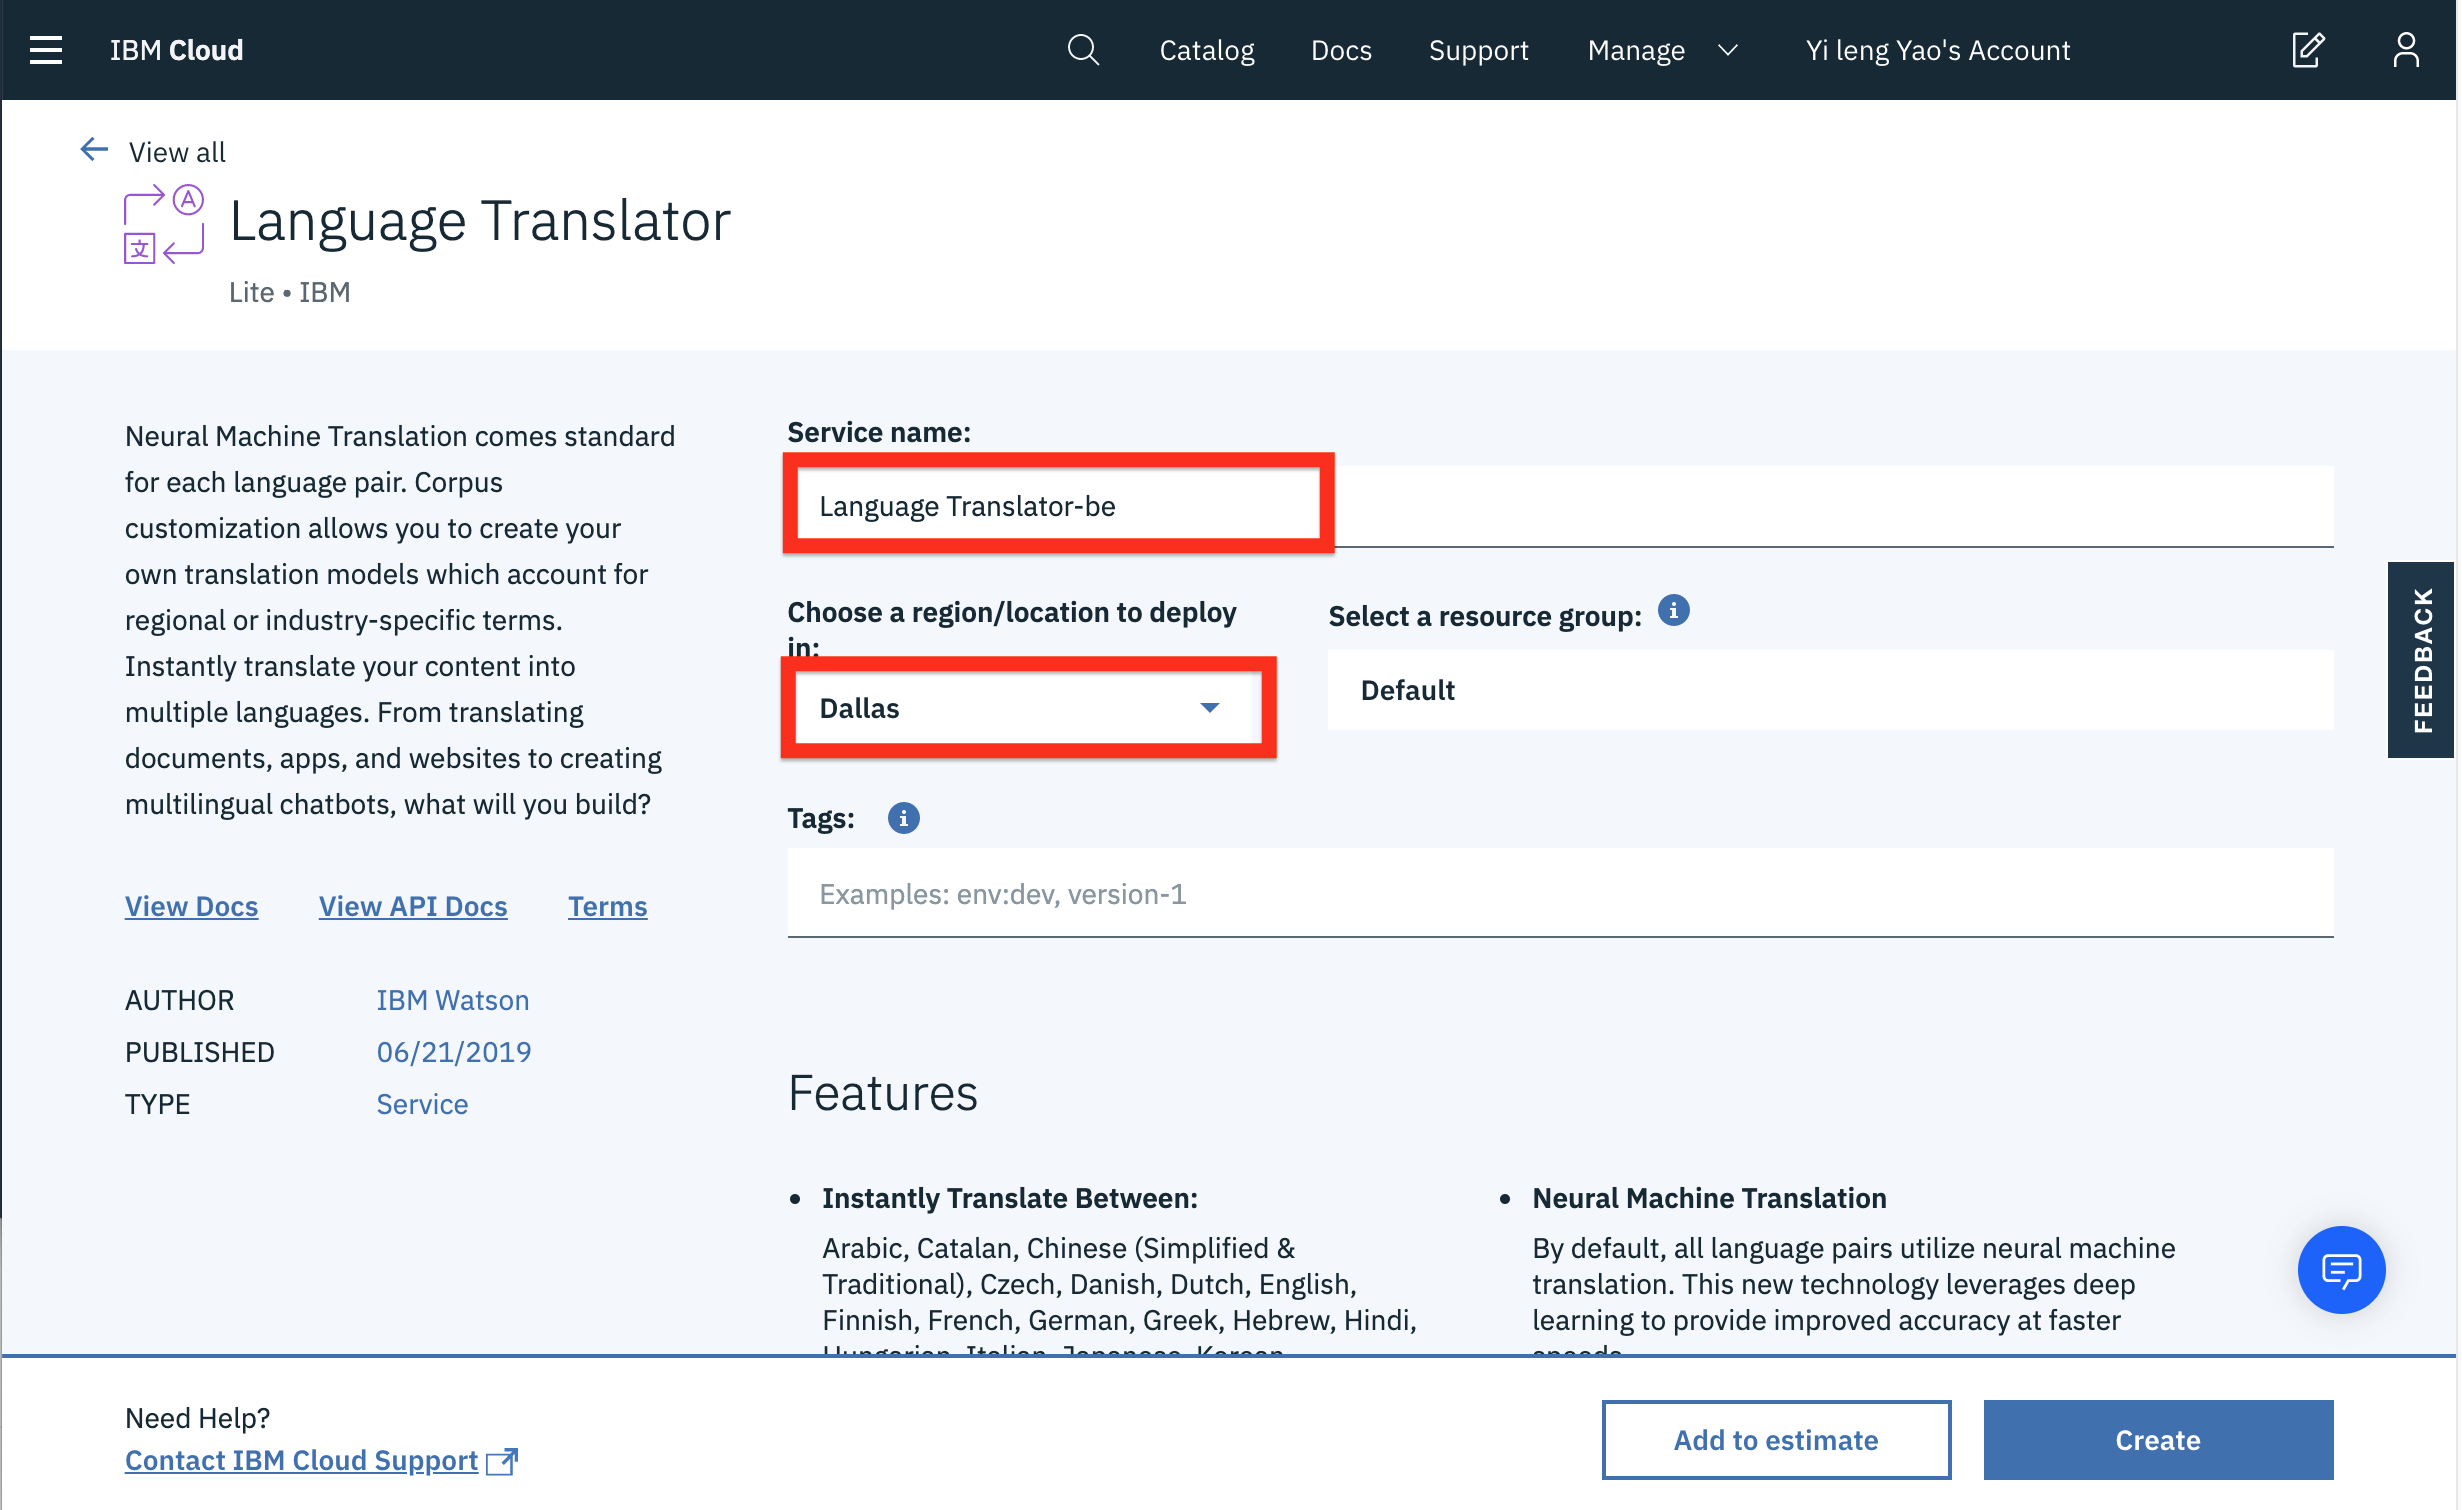 IBM Cloud
Catalog
Docs
Support
Manage
Yi leng Yao's Account
View all
A
文
Language Translator
Lite • IBM
Neural Machine Translation comes standard
for each language pair. Corpus
customization allows you to create your
own translation models which account for
regional or industry-specific terms.
Instantly translate your content into
multiple languages. From translating
documents, apps, and websites to creating
multilingual chatbots, what will you build?
View Docs
View API Docs
Terms
AUTHOR IBM Watson
PUBLISHED 06/21/2019
TYPE Service
Service name:
Language Translator-be
Choose a region/location to deploy
in:
Dallas
Select a resource group:
Default
Tags:
Examples: env:dev, version-1
Features
• Instantly Translate Between:
Arabic, Catalan, Chinese (Simplified &
Traditional), Czech, Danish, Dutch, English,
Finnish, French, German, Greek, Hebrew, Hindi,
Hungarian, Italian, Japanese, Korean,
• Neural Machine Translation
By default, all language pairs utilize neural machine
translation. This new technology leverages deep
learning to provide improved accuracy at faster
speeds.
FEEDBACK
Need Help?
Contact IBM Cloud Support
Add to estimate
Create